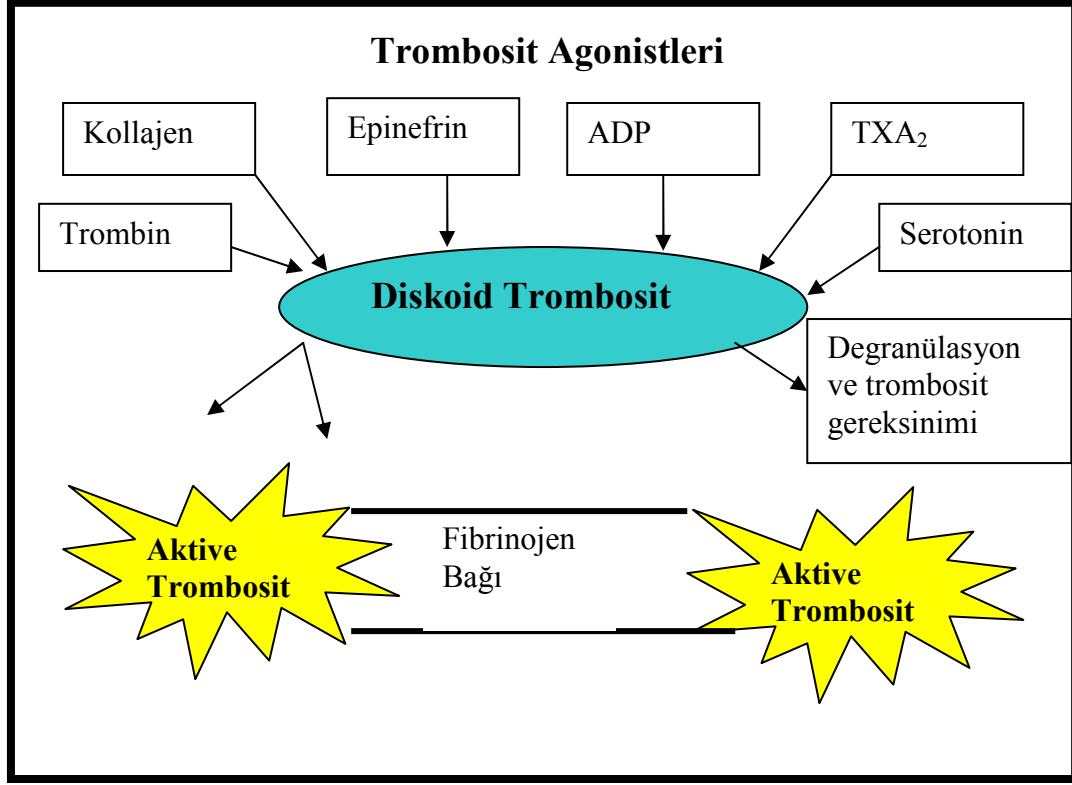 Trombosit Agonistleri
Kollajen
Epinefrin
ADP
TXA₂
Trombin
Serotonin
Diskoid Trombosit
Degranülasyon
ve trombosit
gereksinimi
Aktive
Trombosit
Fibrinojen
Bağı
Aktive
Trombosit